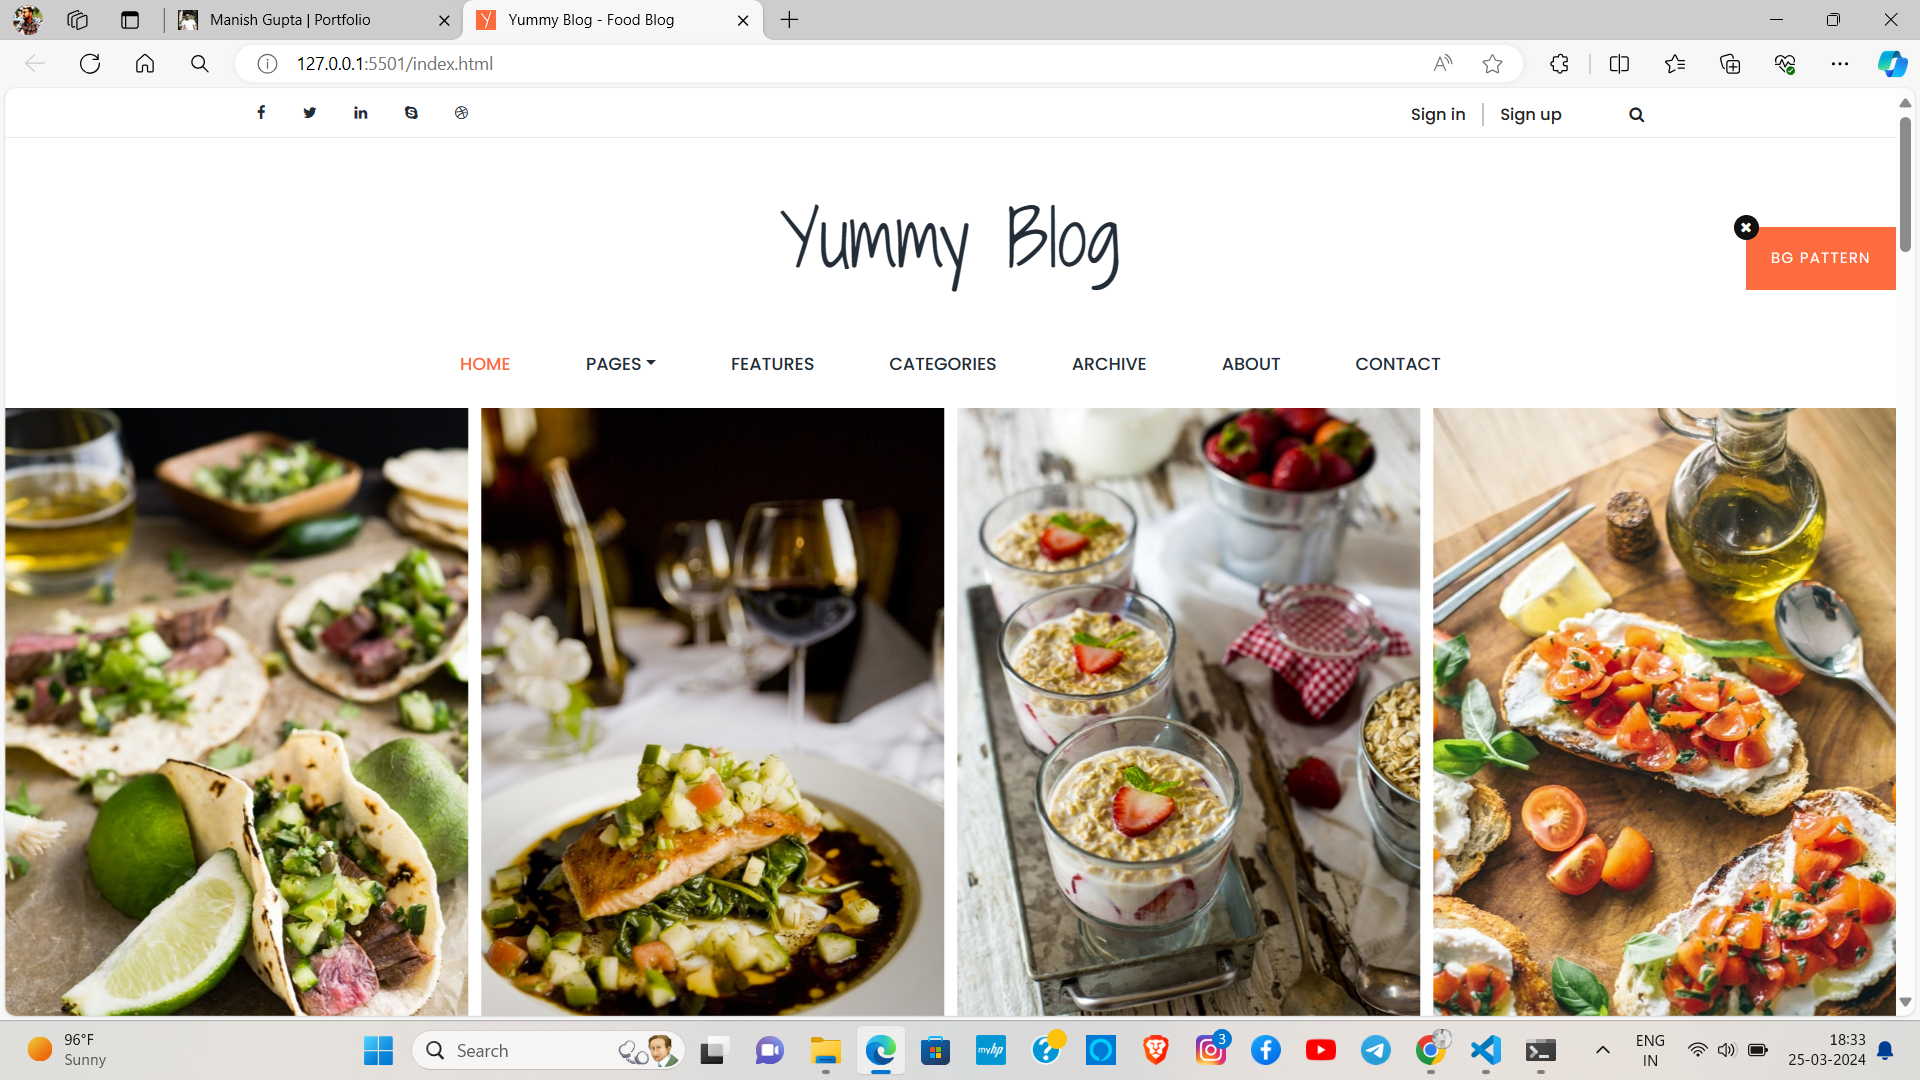 Manish Gupta | Portfolio
Yummy Blog - Food Blog
127.0.0.1:5501/index.html
Sign in
Sign up
Yummy Blog
BG PATTERN
HOME
PAGES
FEATURES
CATEGORIES
ARCHIVE
ABOUT
CONTACT
96°F
Sunny
Search
myhp
3
ENG
IN
18:33
25-03-2024